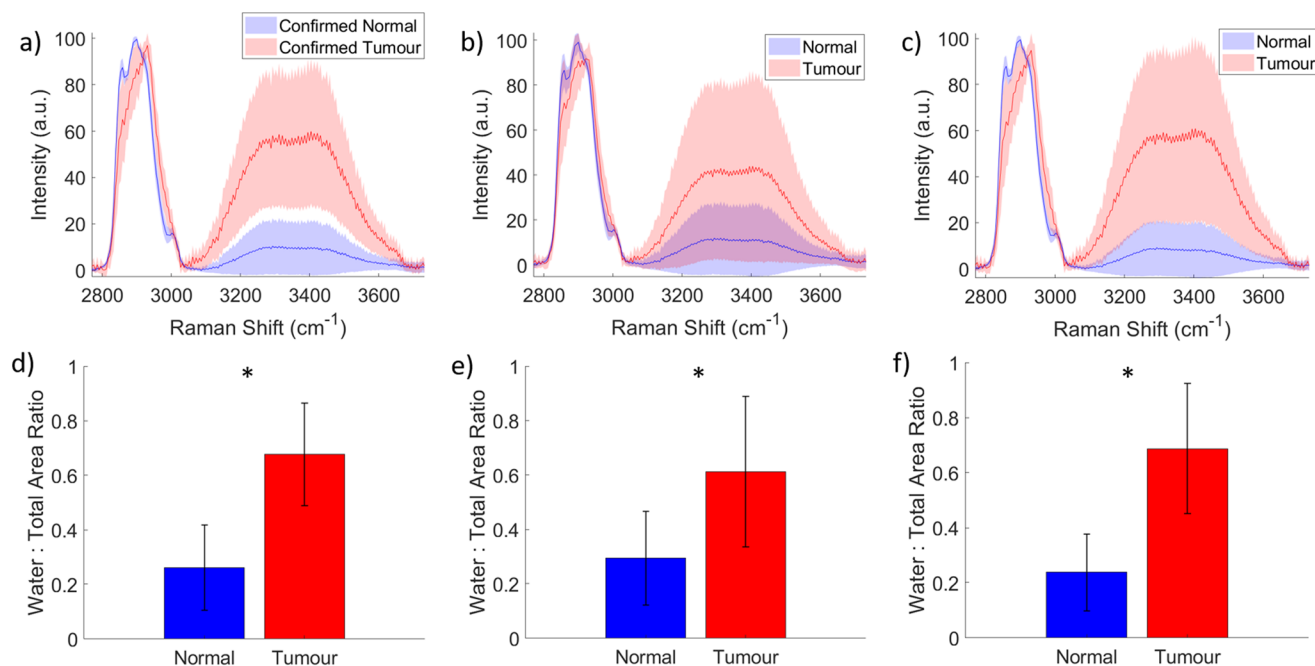 a)
Confirmed Normal
Confirmed Tumour
Intensity (a.u.)
100
80
60
40
20
0
2800 3000 3200 3400 3600
Raman Shift (cm-1)
b)
Normal
Tumour
Intensity (a.u.)
100
80
60
40
20
0
2800 3000 3200 3400 3600
Raman Shift (cm-1)
c)
Normal
Tumour
Intensity (a.u.)
100
80
60
40
20
0
2800 3000 3200 3400 3600
Raman Shift (cm-1)
d)
*
Water : Total Area Ratio
1
0.8
0.6
0.4
0.2
0
Normal Tumour
e)
*
Water : Total Area Ratio
1
0.8
0.6
0.4
0.2
0
Normal Tumour
f)
*
Water : Total Area Ratio
1
0.8
0.6
0.4
0.2
0
Normal Tumour